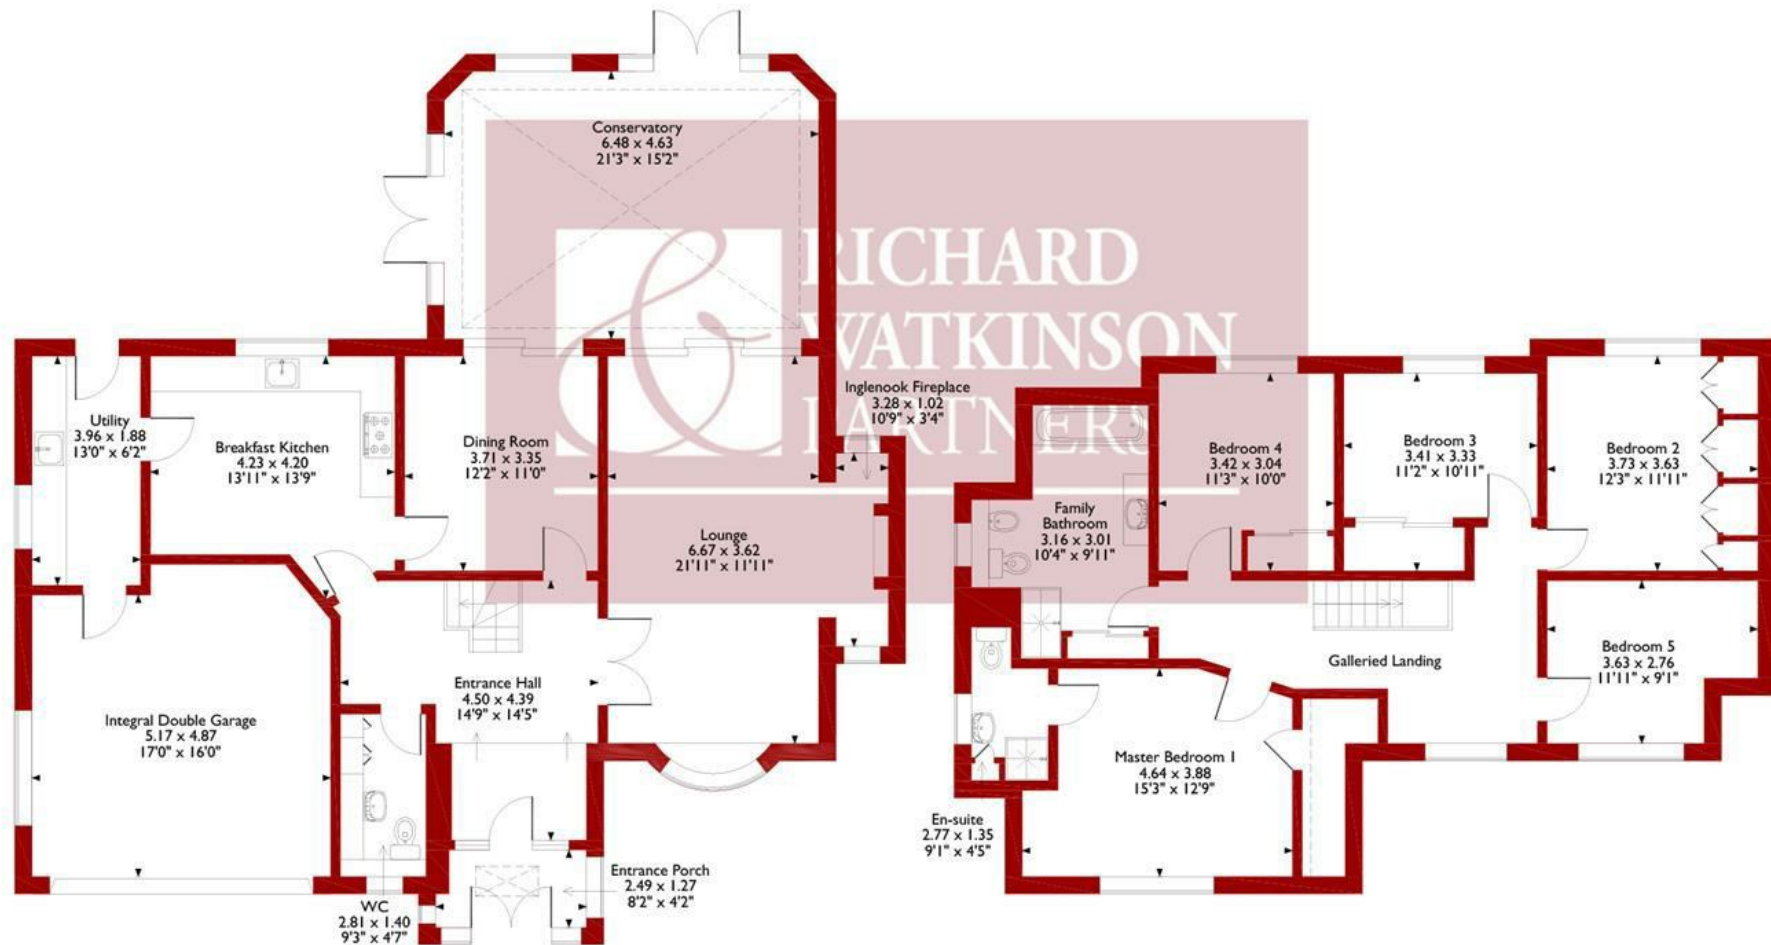 Conservatory
6.48 x 4.63
21'3" x 15'2"
RICHARD
WATKINSON
PARTNERS
&
Utility
3.96 x 1.88
13'0" x 6'2"
Breakfast Kitchen
4.23 x 4.20
13'11" x 13'9"
Dining Room
3.71 x 3.35
12'2" x 11'0"
Inglenook Fireplace
3.28 x 1.02
10'9" x 3'4"
Lounge
6.67 x 3.62
21'11" x 11'11"
Entrance Hall
4.50 x 4.39
14'9" x 14'5"
Integral Double Garage
5.17 x 4.87
17'0" x 16'0"
WC
2.81 x 1.40
9'3" x 4'7"
Entrance Porch
2.49 x 1.27
8'2" x 4'2"
Family
Bathroom
3.16 x 3.01
10'4" x 9'11"
Bedroom 4
3.42 x 3.04
11'3" x 10'0"
Bedroom 3
3.41 x 3.33
11'2" x 10'11"
Bedroom 2
3.73 x 3.63
12'3" x 11'11"
Galleried Landing
Bedroom 5
3.63 x 2.76
11'11" x 9'1"
Master Bedroom 1
4.64 x 3.88
15'3" x 12'9"
En-suite
2.77 x 1.35
9'1" x 4'5"